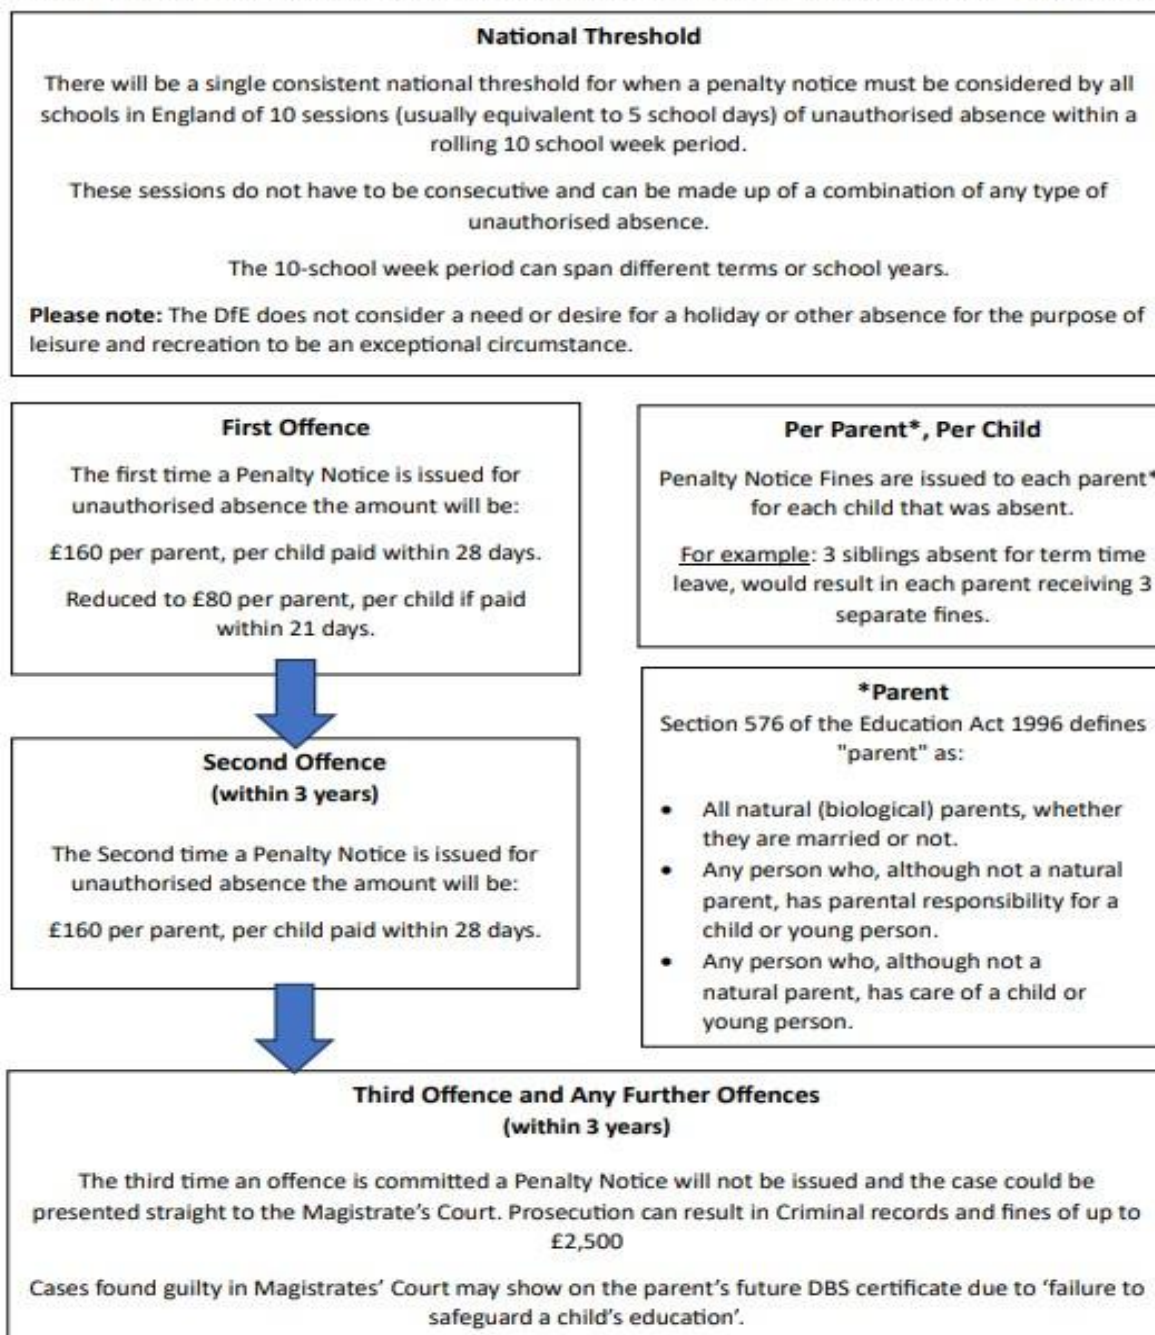 National Threshold
There will be a single consistent national threshold for when a penalty notice must be considered by all
schools in England of 10 sessions (usually equivalent to 5 school days) of unauthorised absence within a
rolling 10 school week period.
These sessions do not have to be consecutive and can be made up of a combination of any type of
unauthorised absence.
The 10-school week period can span different terms or school years.
Please note: The DfE does not consider a need or desire for a holiday or other absence for the purpose of
leisure and recreation to be an exceptional circumstance.
First Offence
The first time a Penalty Notice is issued for
unauthorised absence the amount will be:
£160 per parent, per child paid within 28 days.
Reduced to £80 per parent, per child if paid
within 21 days.
Per Parent*, Per Child
Penalty Notice Fines are issued to each parent*
for each child that was absent.
For example: 3 siblings absent for term time
leave, would result in each parent receiving 3
separate fines.
Second Offence
(within 3 years)
The Second time a Penalty Notice is issued for
unauthorised absence the amount will be:
£160 per parent, per child paid within 28 days.
*Parent
Section 576 of the Education Act 1996 defines
"parent" as:
• All natural (biological) parents, whether
they are married or not.
• Any person who, although not a natural
parent, has parental responsibility for a
child or young person.
• Any person who, although not a
natural parent, has care of a child or
young person.
Third Offence and Any Further Offences
(within 3 years)
The third time an offence is committed a Penalty Notice will not be issued and the case could be
presented straight to the Magistrate's Court. Prosecution can result in Criminal records and fines of up to
£2,500
Cases found guilty in Magistrates' Court may show on the parent's future DBS certificate due to 'failure to
safeguard a child's education'.